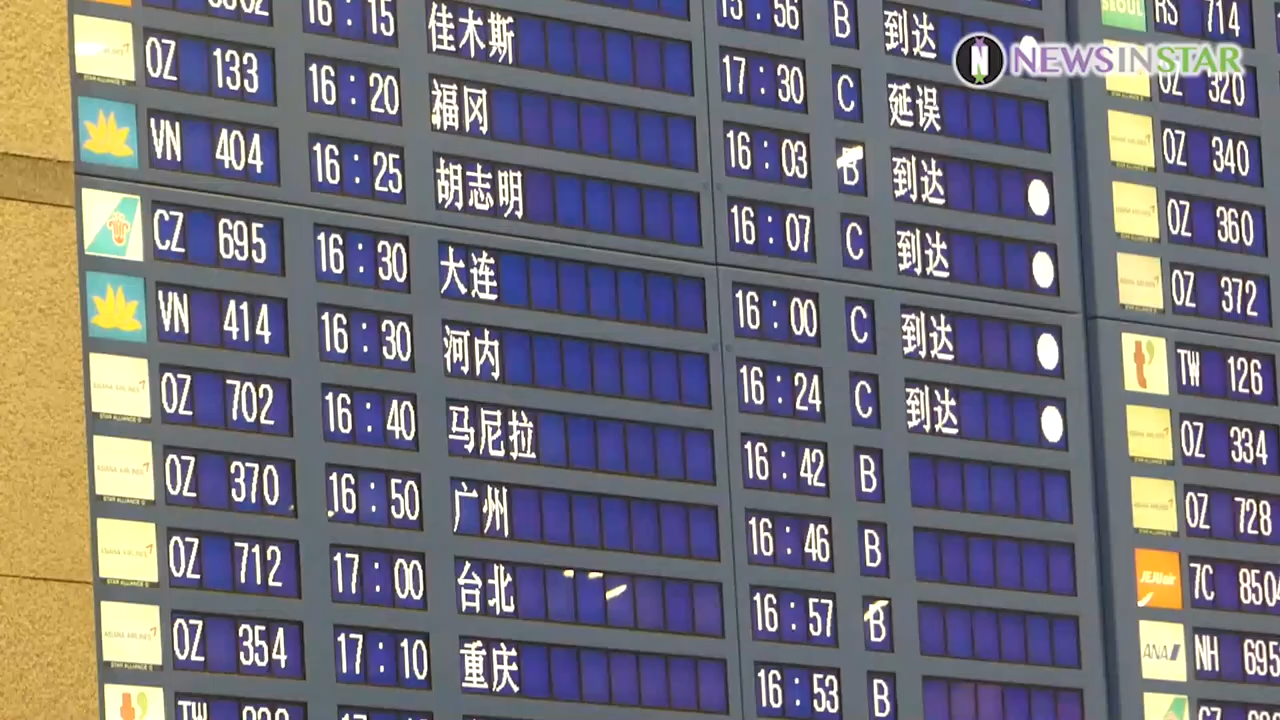 16:15 佳木斯 15:56 B 到达
OZ 133 16:20 福冈 17:30 C 延误
VN 404 16:25 胡志明 16:03 B 到达
CZ 695 16:30 大连 16:07 C 到达
VN 414 16:30 河内 16:00 C 到达
OZ 702 16:40 马尼拉 16:24 C 到达
OZ 370 16:50 广州 16:42 B
OZ 712 17:00 台北 16:46 B
OZ 354 17:10 重庆 16:57 B
TW 16:53 B
NEWSINSTAR
SEOUL RS 714
OZ 320
OZ 340
OZ 360
OZ 372
TW 126
OZ 334
OZ 728
JEJUair 7C 8504
ANA NH 695